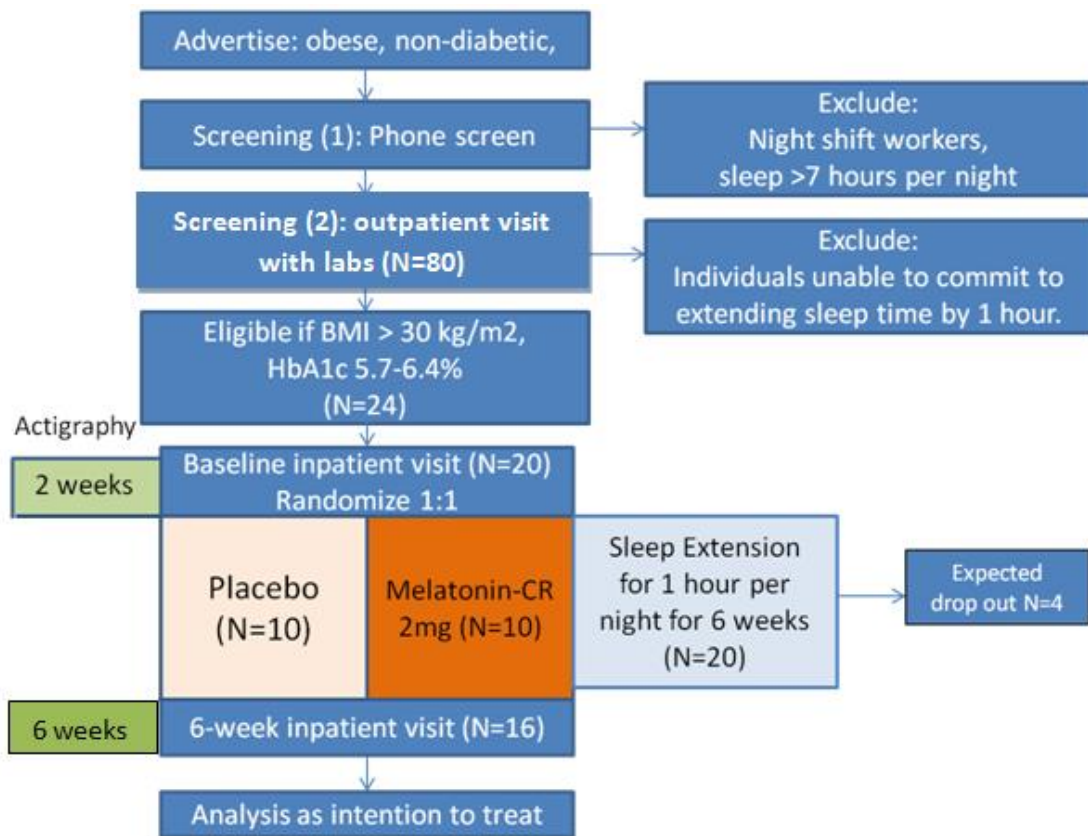 Advertise: obese, non-diabetic,
Screening (1): Phone screen
Exclude:
Night shift workers,
sleep >7 hours per night
Screening (2): outpatient visit
with labs (N=80)
Exclude:
Individuals unable to commit to
extending sleep time by 1 hour.
Eligible if BMI > 30 kg/m2,
HbA1c 5.7-6.4%
(N=24)
Actigraphy
2 weeks
Baseline inpatient visit (N=20)
Randomize 1:1
Placebo
(N=10)
Melatonin-CR
2mg (N=10)
Sleep Extension
for 1 hour per
night for 6 weeks
(N=20)
Expected
drop out N=4
6 weeks
6-week inpatient visit (N=16)
Analysis as intention to treat